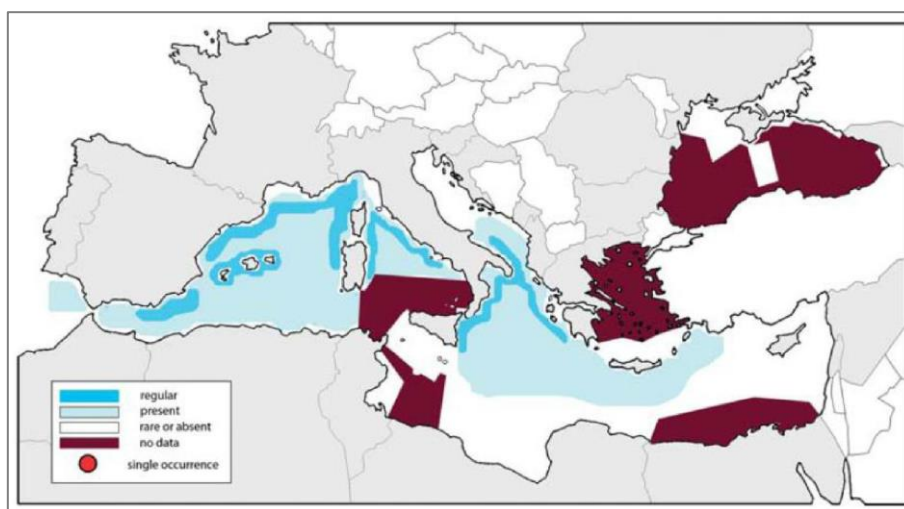 regular
present
rare or absent
no data
single occurrence